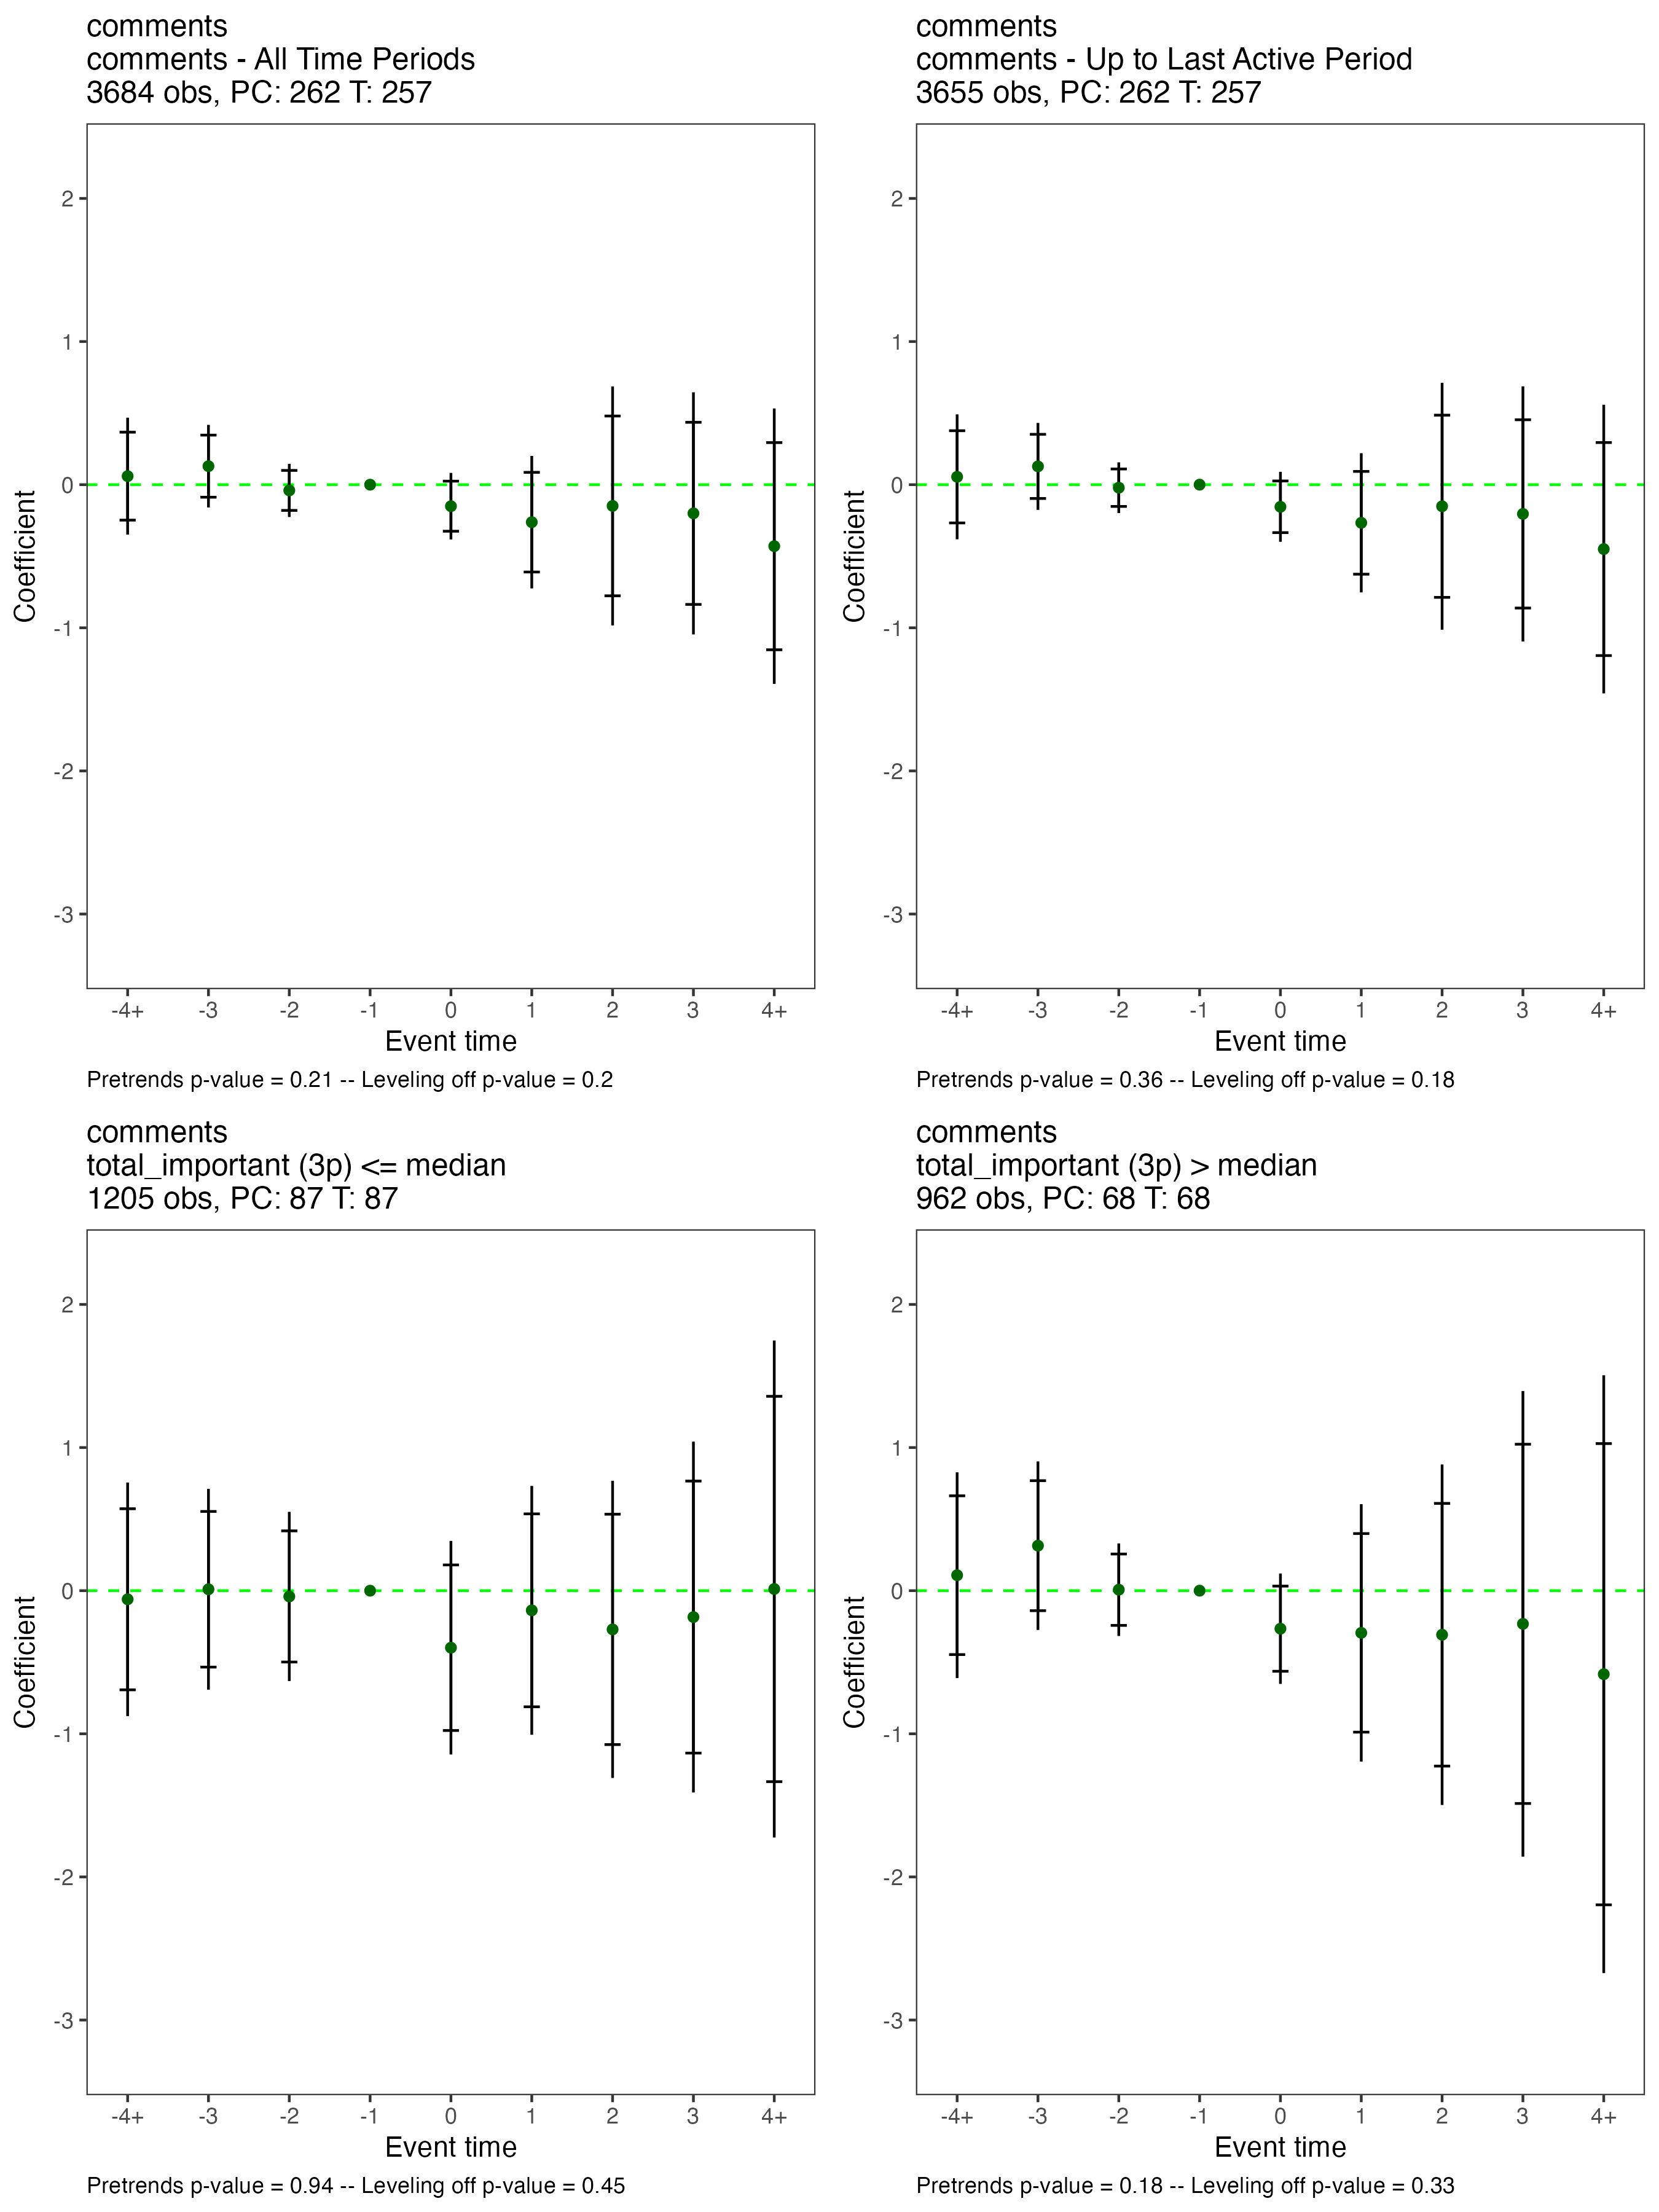 comments
comments - All Time Periods
3684 obs, PC: 262 T: 257
2
1
0
-1
-2
-3
Coefficient
-4+ -3 -2 -1 0 1 2 3 4+
Event time
Pretrends p-value = 0.21 -- Leveling off p-value = 0.2
comments
comments - Up to Last Active Period
3655 obs, PC: 262 T: 257
2
1
0
-1
-2
-3
Coefficient
-4+ -3 -2 -1 0 1 2 3 4+
Event time
Pretrends p-value = 0.36 -- Leveling off p-value = 0.18
comments
total_important (3p) <= median
1205 obs, PC: 87 T: 87
2
1
0
-1
-2
-3
Coefficient
-4+ -3 -2 -1 0 1 2 3 4+
Event time
Pretrends p-value = 0.94 -- Leveling off p-value = 0.45
comments
total_important (3p) > median
962 obs, PC: 68 T: 68
2
1
0
-1
-2
-3
Coefficient
-4+ -3 -2 -1 0 1 2 3 4+
Event time
Pretrends p-value = 0.18 -- Leveling off p-value = 0.33